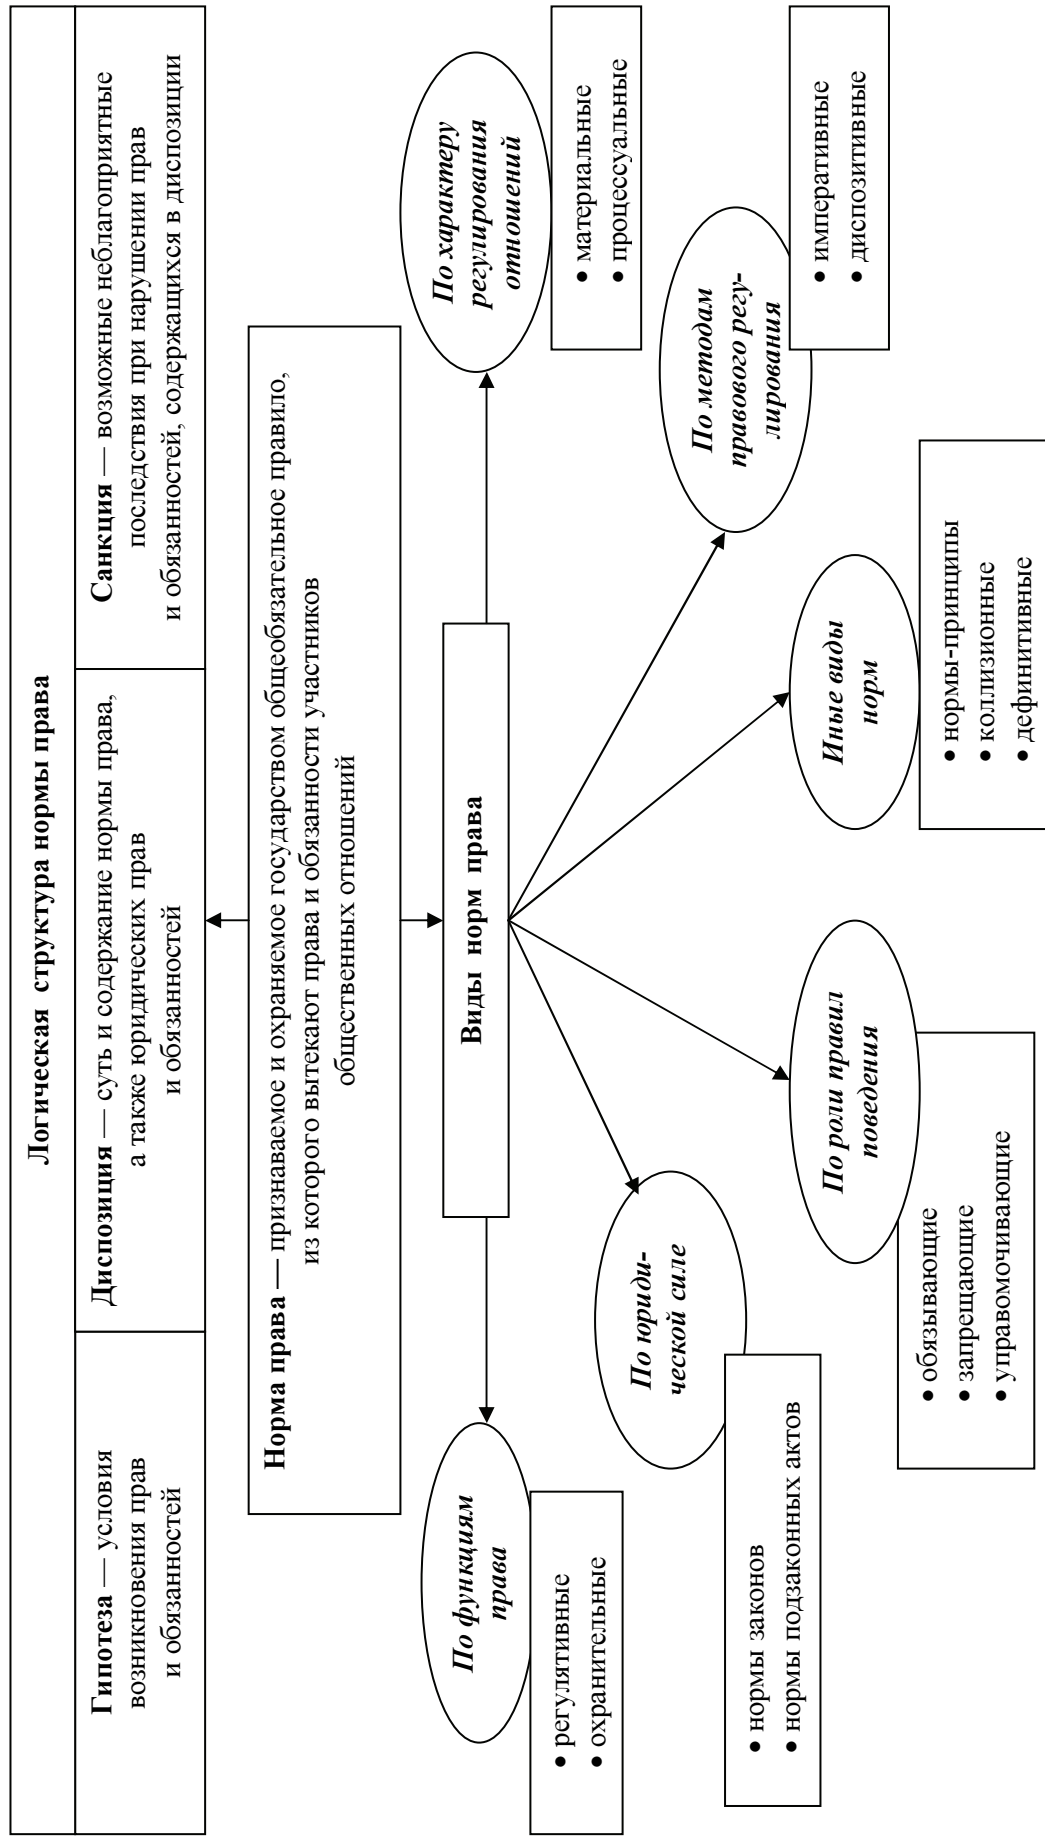 Логическая структура нормы права
Гипотеза — условия
возникновения прав
и обязанностей
Диспозиция — суть и содержание нормы права,
а также юридических прав
и обязанностей
Санкция — возможные неблагоприятные
последствия при нарушении прав
и обязанностей, содержащихся в диспозиции
Норма права — признаваемое и охраняемое государством общеобязательное правило,
из которого вытекают права и обязанности участников
общественных отношений
Виды норм права
По функциям
права
• регулятивные
• охранительные
По юриди-
ческой силе
• нормы законов
• нормы подзаконных актов
По роли правил
поведения
• обязывающие
• запрещающие
• управомочивающие
Иные виды
норм
• нормы-принципы
• коллизионные
• дефинитивные
По методам
правового регу-
лирования
• императивные
• диспозитивные
По характеру
регулирования
отношений
• материальные
• процессуальные